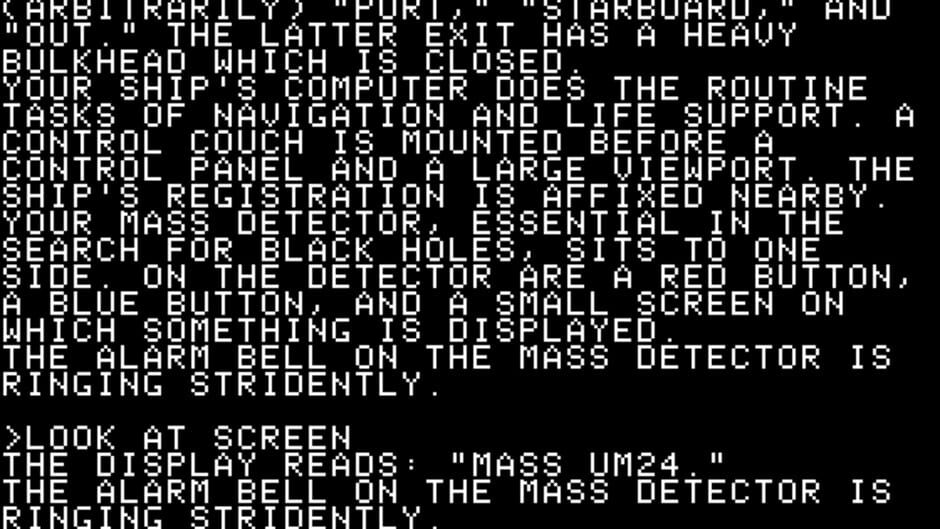 (ARBITRARILY) "PORT," "STARBOARD," AND
"OUT." THE LATTER EXIT HAS A HEAVY
BULKHEAD WHICH IS CLOSED.
YOUR SHIP'S COMPUTER DOES THE ROUTINE
TASKS OF NAVIGATION AND LIFE SUPPORT. A
CONTROL COUCH IS MOUNTED BEFORE A
CONTROL PANEL AND A LARGE VIEWPORT. THE
SHIP'S REGISTRATION IS AFFIXED NEARBY.
YOUR MASS DETECTOR, ESSENTIAL IN THE
SEARCH FOR BLACK HOLES, SITS TO ONE
SIDE. ON THE DETECTOR ARE A RED BUTTON,
A BLUE BUTTON, AND A SMALL SCREEN ON
WHICH SOMETHING IS DISPLAYED.
THE ALARM BELL ON THE MASS DETECTOR IS
RINGING STRIDENTLY.
>LOOK AT SCREEN
THE DISPLAY READS: "MASS UM24."
THE ALARM BELL ON THE MASS DETECTOR IS
RINGING STRIDENTLY.